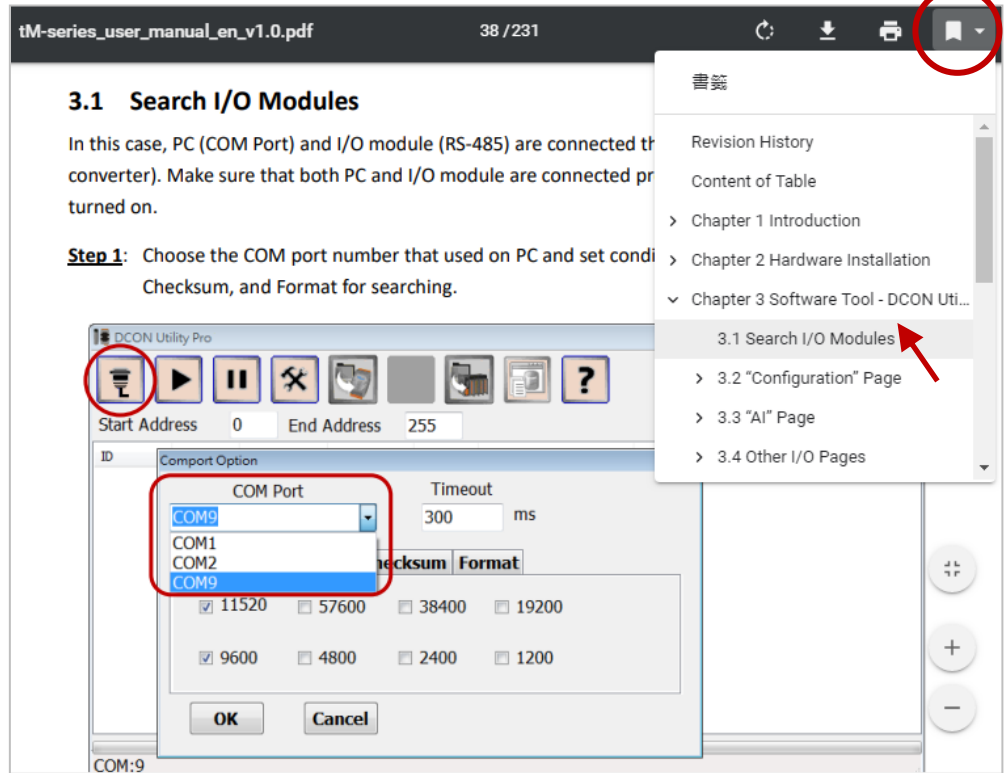 tM-series_user_manual_en_v1.0.pdf
38 / 231
書籤
Revision History
Content of Table
Chapter 1 Introduction
Chapter 2 Hardware Installation
Chapter 3 Software Tool - DCON Uti...
3.1 Search I/O Modules
3.2 “Configuration” Page
3.3 “AI” Page
3.4 Other I/O Pages
3.1 Search I/O Modules
In this case, PC (COM Port) and I/O module (RS-485) are connected th
converter). Make sure that both PC and I/O module are connected pr
turned on.
Step 1: Choose the COM port number that used on PC and set condi
Checksum, and Format for searching.
DCON Utility Pro
Start Address 0 End Address 255
ID
Comport Option
COM Port Timeout
COM9 300 ms
COM1
COM2
COM9
hecksum Format
11520 57600 38400 19200
9600 4800 2400 1200
OK Cancel
COM:9